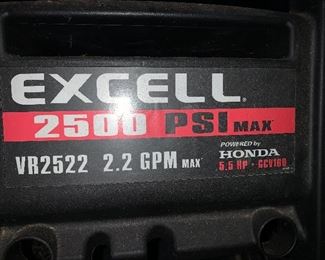 EXCELL
2500 PSI MAX
VR2522 2.2 GPM MAX
POWERED by
HONDA
5.5 HP · GCV160